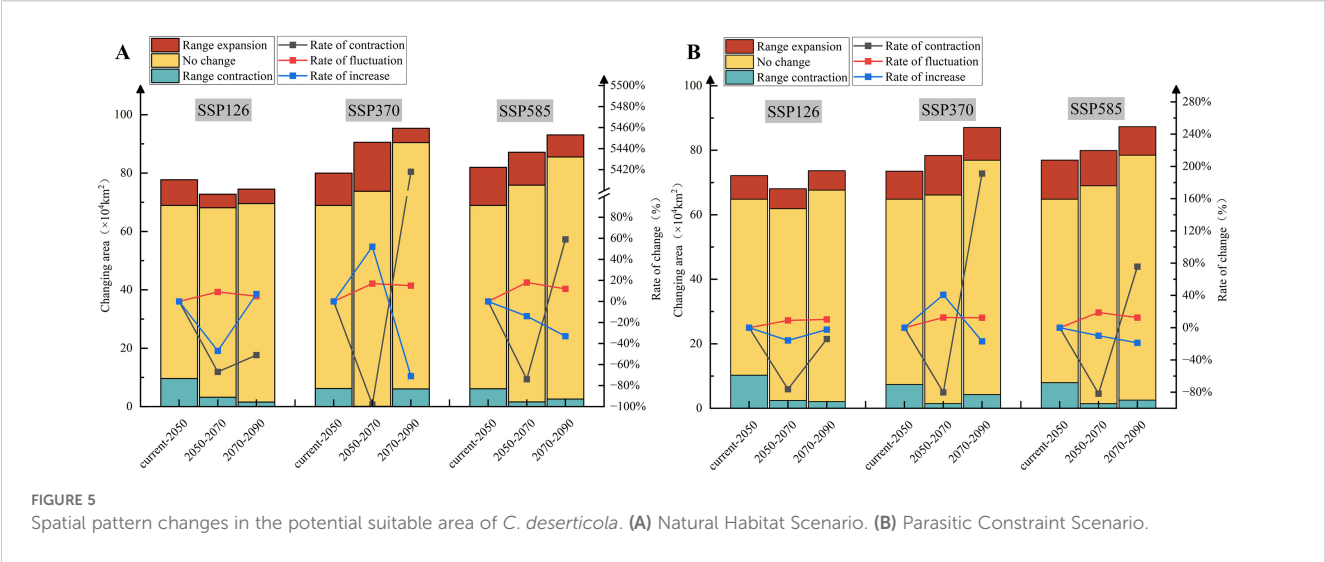 A
Range expansion
No change
Range contraction
Rate of contraction
Rate of fluctuation
Rate of increase
SSP126
SSP370
SSP585
Changing area（×10⁴km²）
100
80
60
40
20
0
5500%
5480%
5460%
5440%
5420%
80%
60%
40%
20%
0%
−20%
−40%
−60%
−80%
−100%
Rate of change（%）
current-2050
2050-2070
2070-2090
current-2050
2050-2070
2070-2090
current-2050
2050-2070
2070-2090
B
Range expansion
No change
Range contraction
Rate of contraction
Rate of fluctuation
Rate of increase
SSP126
SSP370
SSP585
Changing area（×10⁴km²）
100
80
60
40
20
0
280%
240%
200%
160%
120%
80%
40%
0%
−40%
−80%
Rate of change（%）
current-2050
2050-2070
2070-2090
current-2050
2050-2070
2070-2090
current-2050
2050-2070
2070-2090
FIGURE 5
Spatial pattern changes in the potential suitable area of C. deserticola. (A) Natural Habitat Scenario. (B) Parasitic Constraint Scenario.